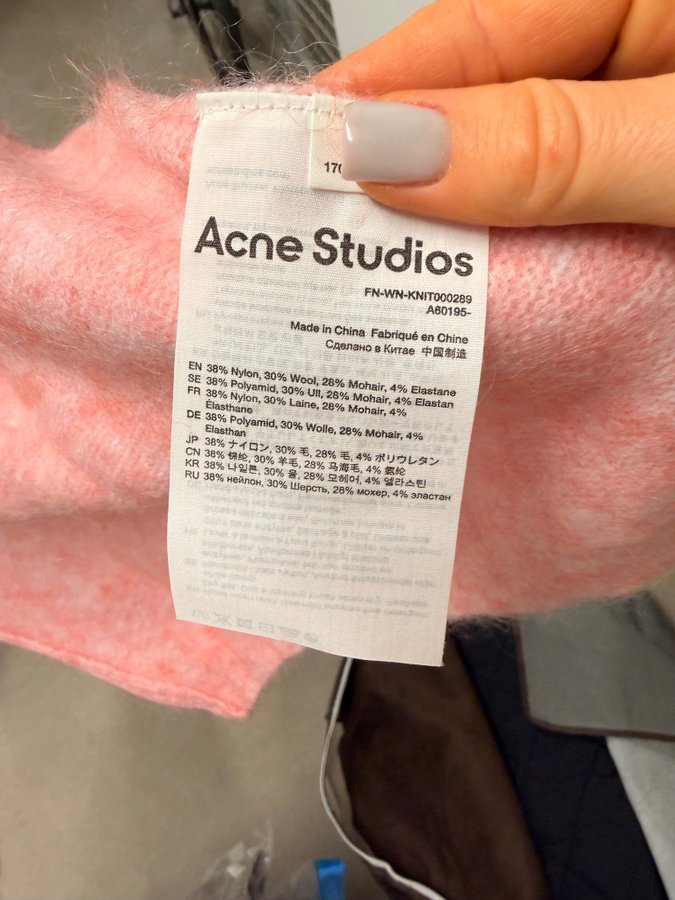 170
Acne Studios
FN-WN-KNIT000289
A60195-
Made in China Fabriqué en Chine
Сделано в Китае 中国制造
EN 38% Nylon, 30% Wool, 28% Mohair, 4% Elastane
SE 38% Polyamid, 30% Ull, 28% Mohair, 4% Elastan
FR 38% Nylon, 30% Laine, 28% Mohair, 4%
Élasthane
DE 38% Polyamid, 30% Wolle, 28% Mohair, 4%
Elasthan
JP 38% ナイロン, 30% 毛, 28% 毛, 4% ポリウレタン
CN 38% 锦纶, 30% 羊毛, 28% 马海毛, 4% 氨纶
KR 38% 나일론, 30% 울, 28% 모헤어, 4% 엘라스틴
RU 38% нейлон, 30% Шерсть, 28% мохер, 4% эластан